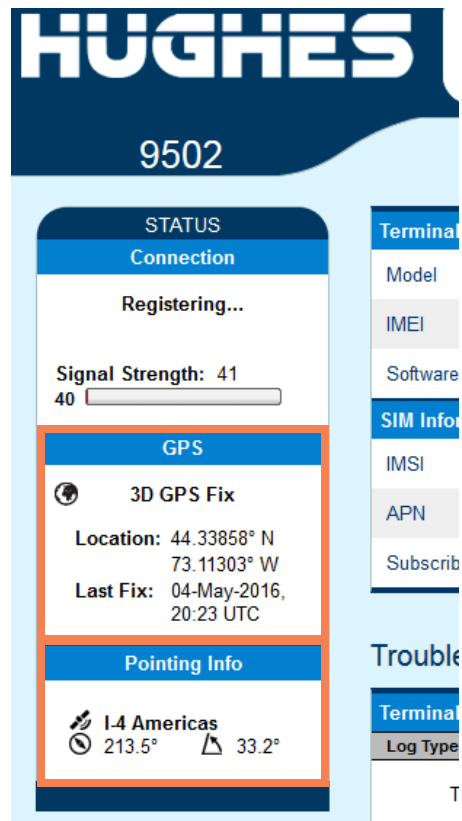 HUGHES
9502
STATUS
Connection
Registering...
Signal Strength: 41
40
GPS
3D GPS Fix
Location: 44.33858° N
73.11303° W
Last Fix: 04-May-2016,
20:23 UTC
Pointing Info
I-4 Americas
213.5° 33.2°
Terminal
Model
IMEI
Software
SIM Infor
IMSI
APN
Subscrib
Trouble
Terminal
Log Type
T